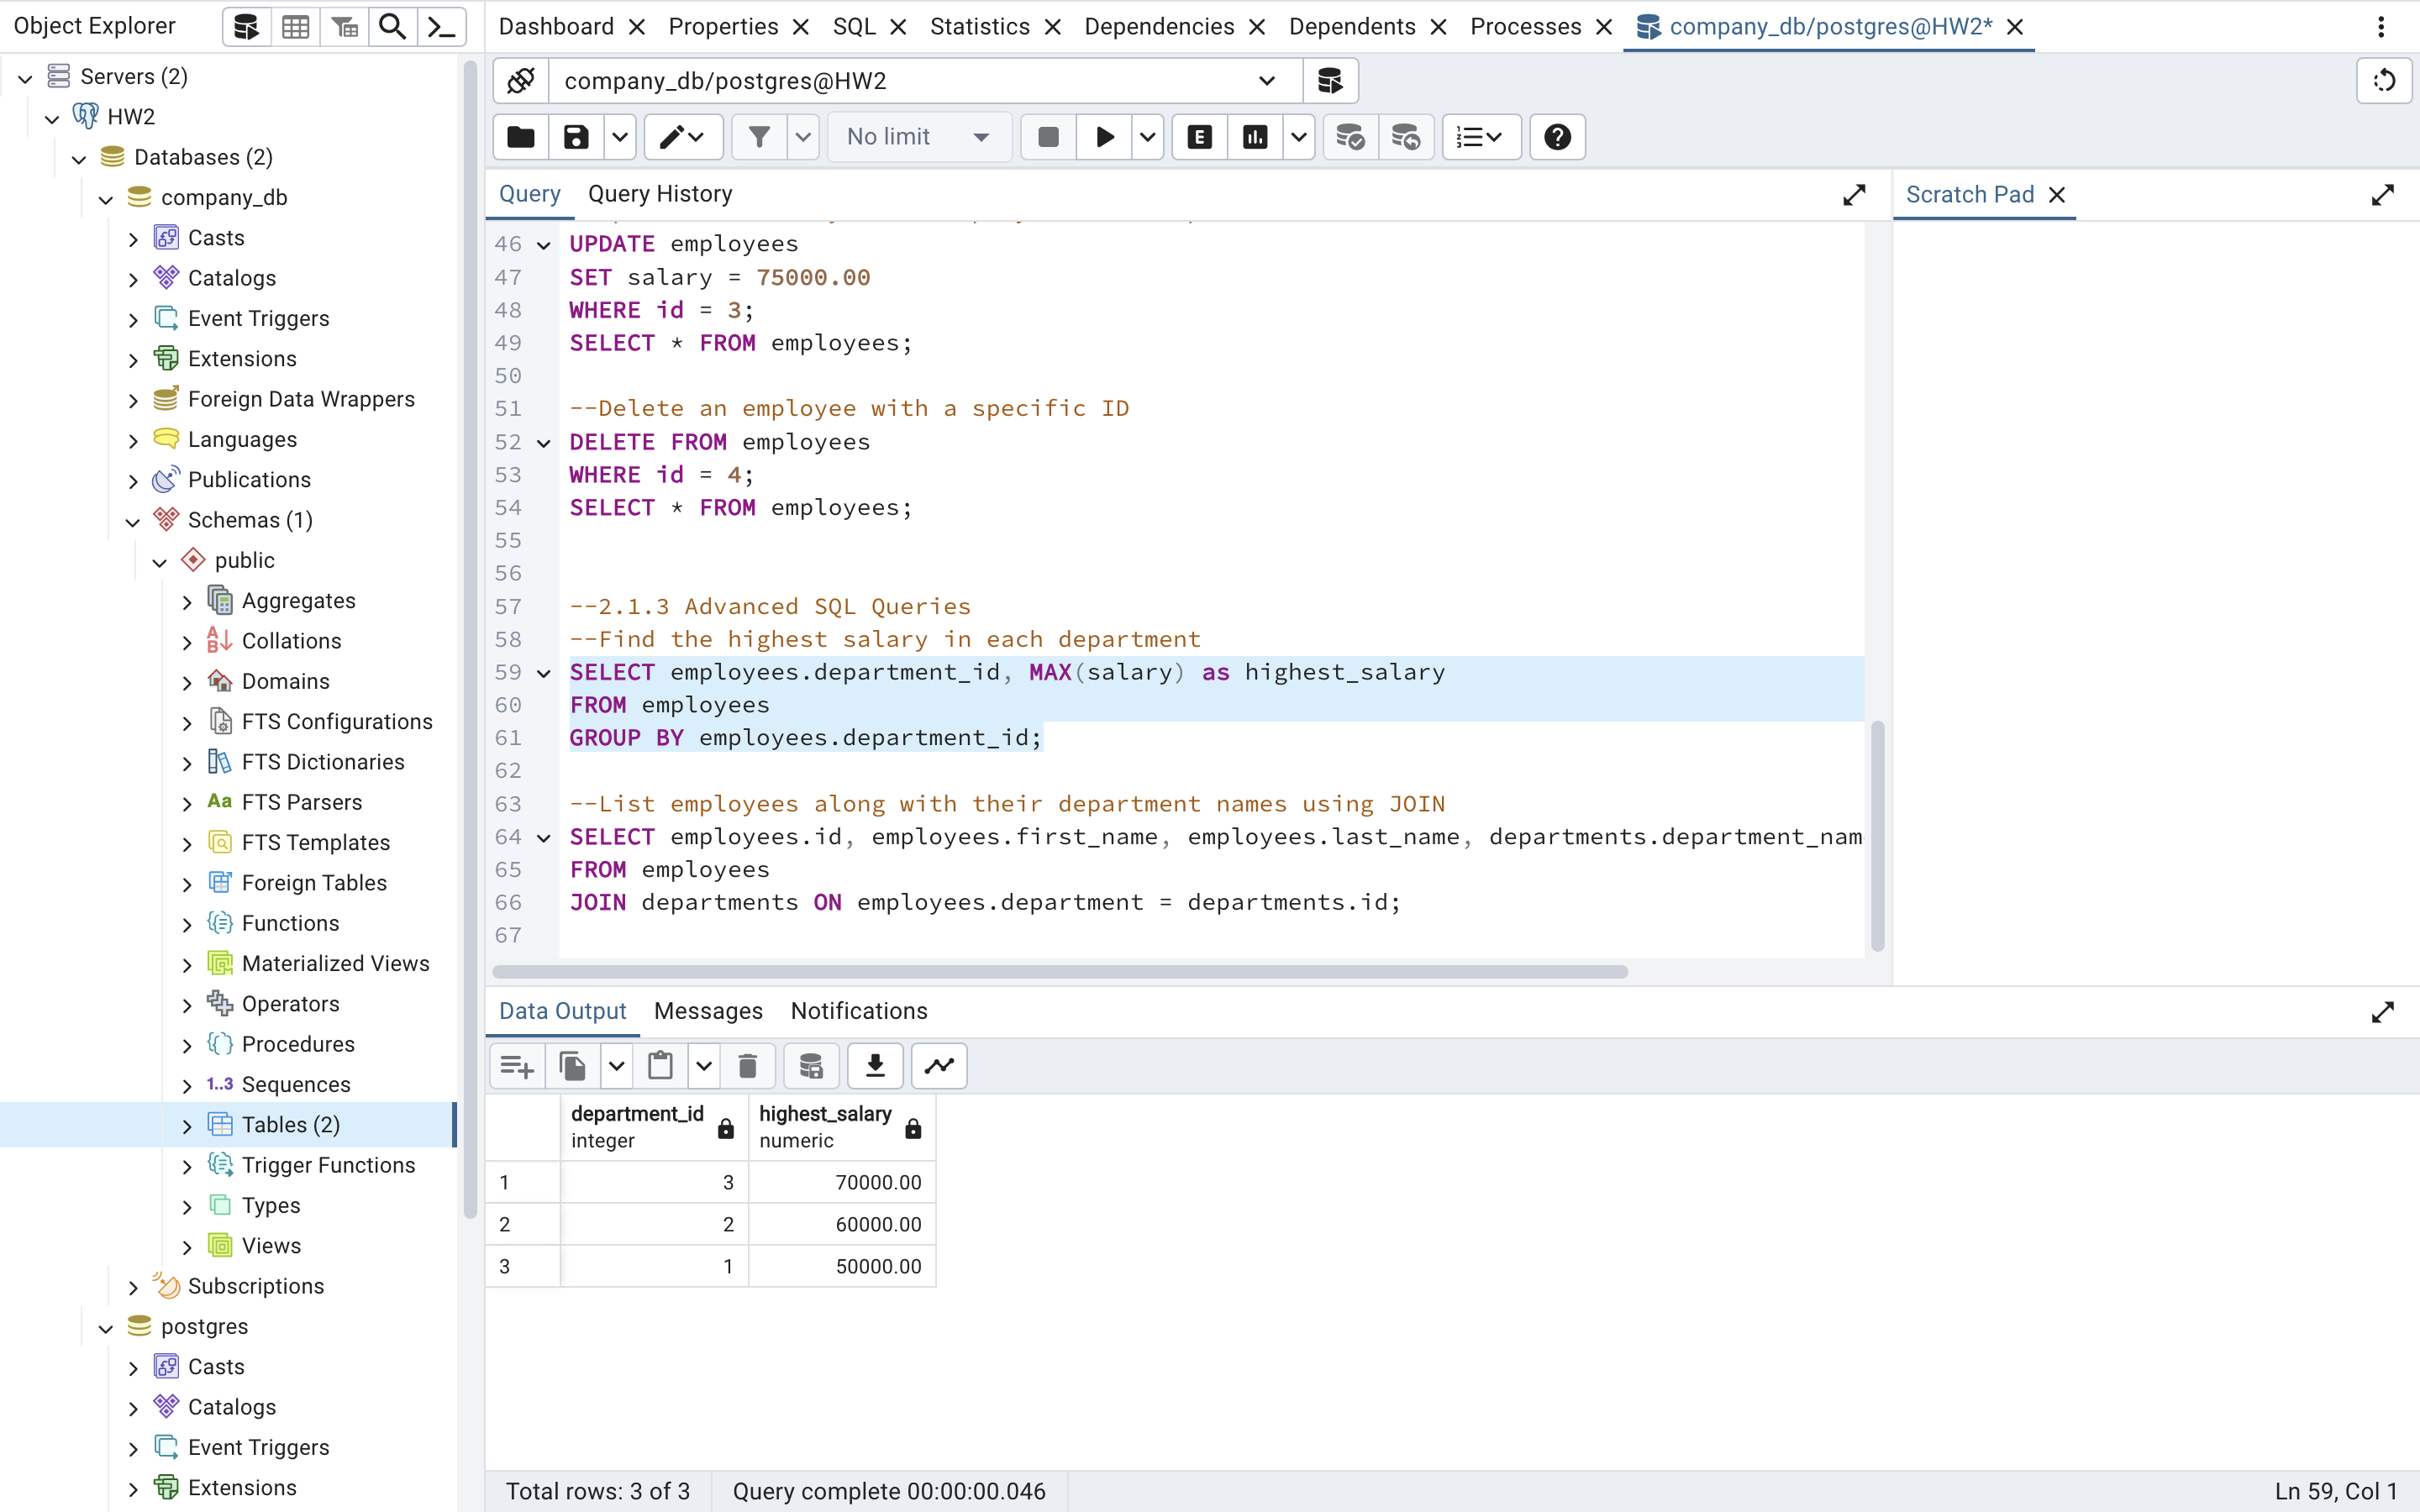 Object Explorer
Dashboard
Properties
SQL
Statistics
Dependencies
Dependents
Processes
company_db/postgres@HW2*
Servers (2)
HW2
Databases (2)
company_db
Casts
Catalogs
Event Triggers
Extensions
Foreign Data Wrappers
Languages
Publications
Schemas (1)
public
Aggregates
Collations
Domains
FTS Configurations
FTS Dictionaries
Aa FTS Parsers
FTS Templates
Foreign Tables
Functions
Materialized Views
Operators
Procedures
1..3 Sequences
Tables (2)
Trigger Functions
Types
Views
Subscriptions
postgres
Casts
Catalogs
Event Triggers
Extensions
company_db/postgres@HW2
No limit
E
Query
Query History
Scratch Pad
46 UPDATE employees
47 SET salary = 75000.00
48 WHERE id = 3;
49 SELECT * FROM employees;
50
51 --Delete an employee with a specific ID
52 DELETE FROM employees
53 WHERE id = 4;
54 SELECT * FROM employees;
55
56
57 --2.1.3 Advanced SQL Queries
58 --Find the highest salary in each department
59 SELECT employees.department_id, MAX(salary) as highest_salary
60 FROM employees
61 GROUP BY employees.department_id;
62
63 --List employees along with their department names using JOIN
64 SELECT employees.id, employees.first_name, employees.last_name, departments.department_nam
65 FROM employees
66 JOIN departments ON employees.department = departments.id;
67
Data Output
Messages
Notifications
department_id highest_salary
integer numeric
1 3 70000.00
2 2 60000.00
3 1 50000.00
Total rows: 3 of 3
Query complete 00:00:00.046
Ln 59, Col 1